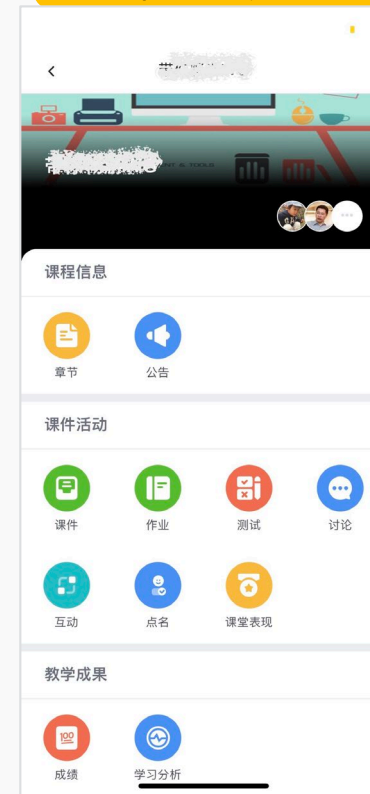 课程信息
章节 公告
课件活动
课件 作业 测试 讨论
互动 点名 课堂表现
教学成果
100
成绩 学习分析